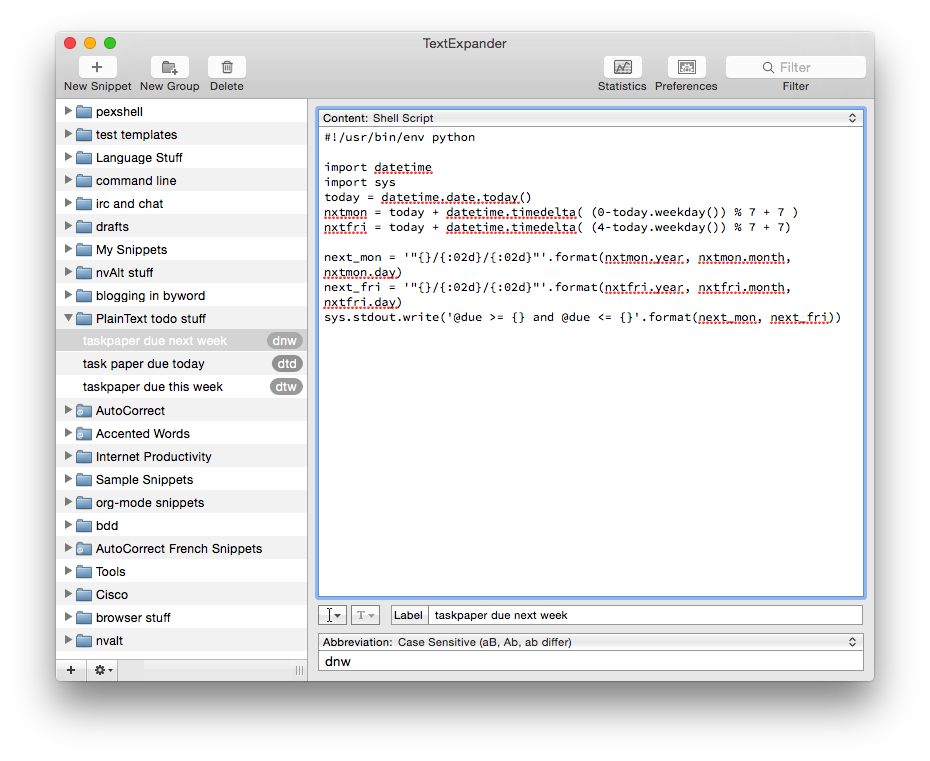 TextExpander
New Snippet New Group Delete Statistics Preferences Filter
Filter
pexshell
test templates
Language Stuff
command line
irc and chat
drafts
My Snippets
nvAlt stuff
blogging in byword
PlainText todo stuff
taskpaper due next week dnw
task paper due today dtd
taskpaper due this week dtw
AutoCorrect
Accented Words
Internet Productivity
Sample Snippets
org-mode snippets
bdd
AutoCorrect French Snippets
Tools
Cisco
browser stuff
nvalt
Content: Shell Script
#!/usr/bin/env python
import datetime
import sys
today = datetime.date.today()
nxtmon = today + datetime.timedelta( (0-today.weekday()) % 7 + 7 )
nxtfri = today + datetime.timedelta( (4-today.weekday()) % 7 + 7)
next_mon = '"{}/{:02d}/{:02d}"'.format(nxtmon.year, nxtmon.month,
nxtmon.day)
next_fri = '"{}/{:02d}/{:02d}"'.format(nxtfri.year, nxtfri.month,
nxtfri.day)
sys.stdout.write('@due >= {} and @due <= {}'.format(next_mon, next_fri))
T
Label taskpaper due next week
Abbreviation: Case Sensitive (aB, Ab, ab differ)
dnw